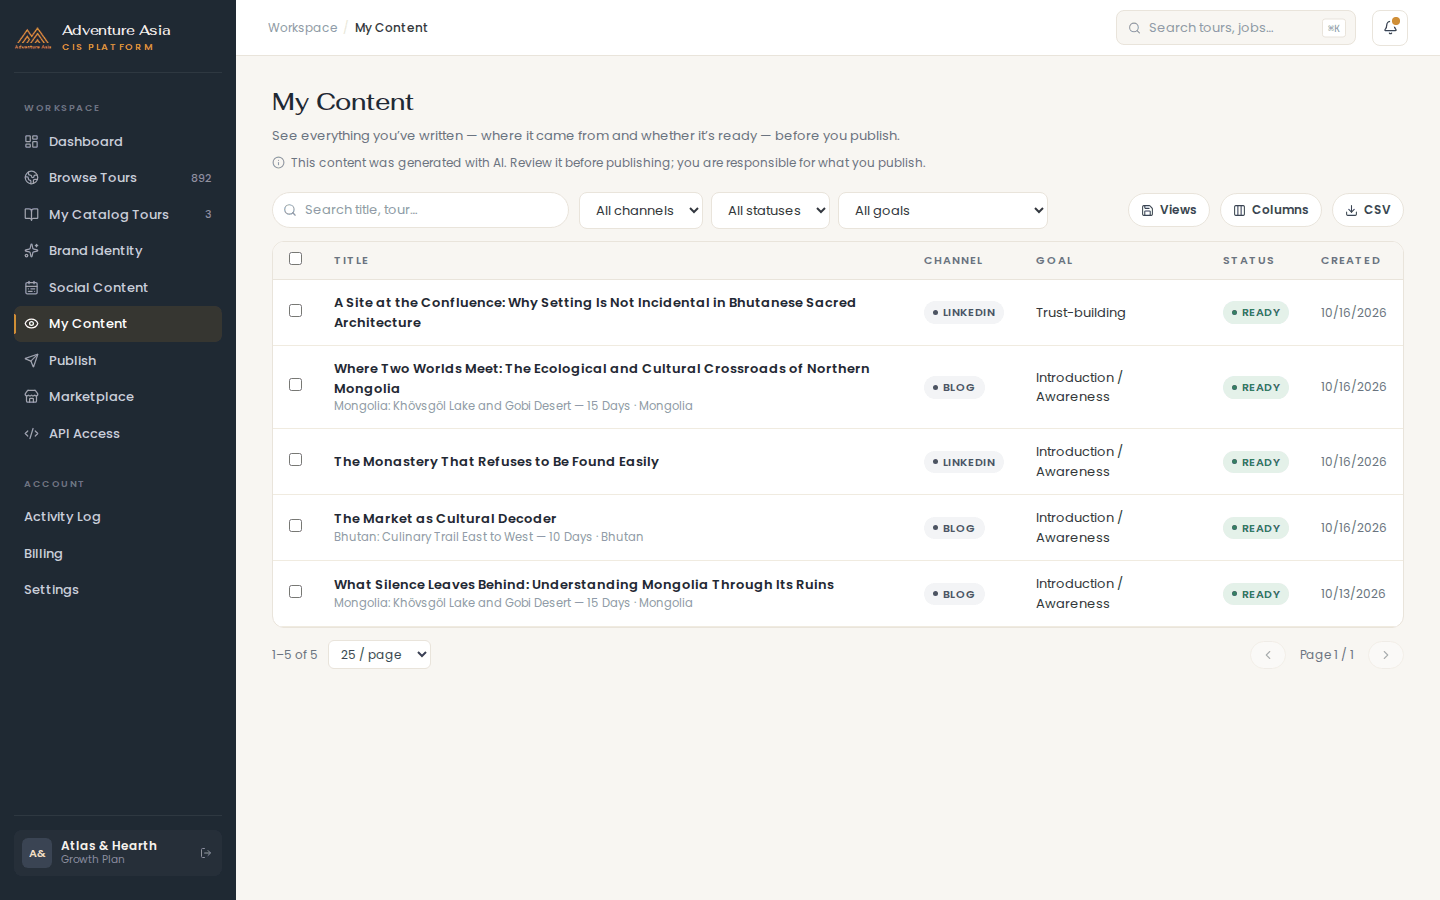 Adventure Asia
Adventure Asia
CIS PLATFORM
WORKSPACE
Dashboard
Browse Tours 892
My Catalog Tours 3
Brand Identity
Social Content
My Content
Publish
Marketplace
API Access
ACCOUNT
Activity Log
Billing
Settings
A& Atlas & Hearth
Growth Plan
Workspace / My Content
Search tours, jobs... ⌘K
My Content
See everything you've written — where it came from and whether it's ready — before you publish.
This content was generated with AI. Review it before publishing; you are responsible for what you publish.
Search title, tour... All channels All statuses All goals Views Columns CSV
TITLE CHANNEL GOAL STATUS CREATED
A Site at the Confluence: Why Setting Is Not Incidental in Bhutanese Sacred
Architecture
LINKEDIN Trust-building READY 10/16/2026
Where Two Worlds Meet: The Ecological and Cultural Crossroads of Northern
Mongolia
Mongolia: Khövsgöl Lake and Gobi Desert — 15 Days · Mongolia
BLOG
Introduction /
Awareness
READY 10/16/2026
The Monastery That Refuses to Be Found Easily
LINKEDIN
Introduction /
Awareness
READY 10/16/2026
The Market as Cultural Decoder
Bhutan: Culinary Trail East to West — 10 Days · Bhutan
BLOG
Introduction /
Awareness
READY 10/16/2026
What Silence Leaves Behind: Understanding Mongolia Through Its Ruins
Mongolia: Khövsgöl Lake and Gobi Desert — 15 Days · Mongolia
BLOG
Introduction /
Awareness
READY 10/13/2026
1–5 of 5 25 / page Page 1 / 1